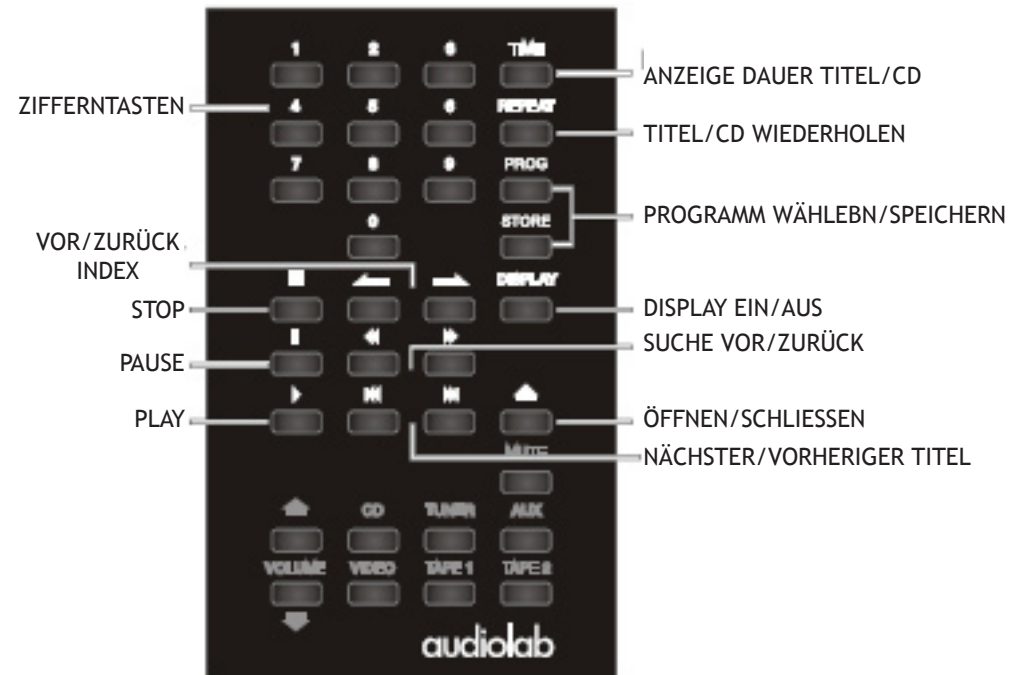 1 2 3 TIME
ANZEIGE DAUER TITEL/CD
ZIFFERNTASTEN
4 5 6 REPEAT
TITEL/CD WIEDERHOLEN
7 8 9 PROG
PROGRAMM WÄHLEBN/SPEICHERN
0 STORE
VOR/ZURÜCK
INDEX
DISPLAY
STOP
DISPLAY EIN/AUS
SUCHE VOR/ZURÜCK
PAUSE
PLAY
ÖFFNEN/SCHLIESSEN
MUTE
NÄCHSTER/VORHERIGER TITEL
CD TUNER AUX
VOLUME VIDEO TAPE 1 TAPE 2
audiolab